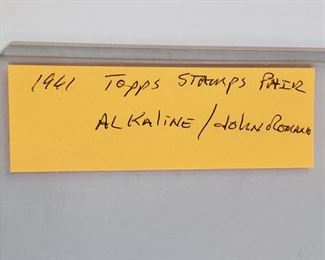 1961 Topps STAMPS PAIR
AL KALINE / JOHN ROMANO